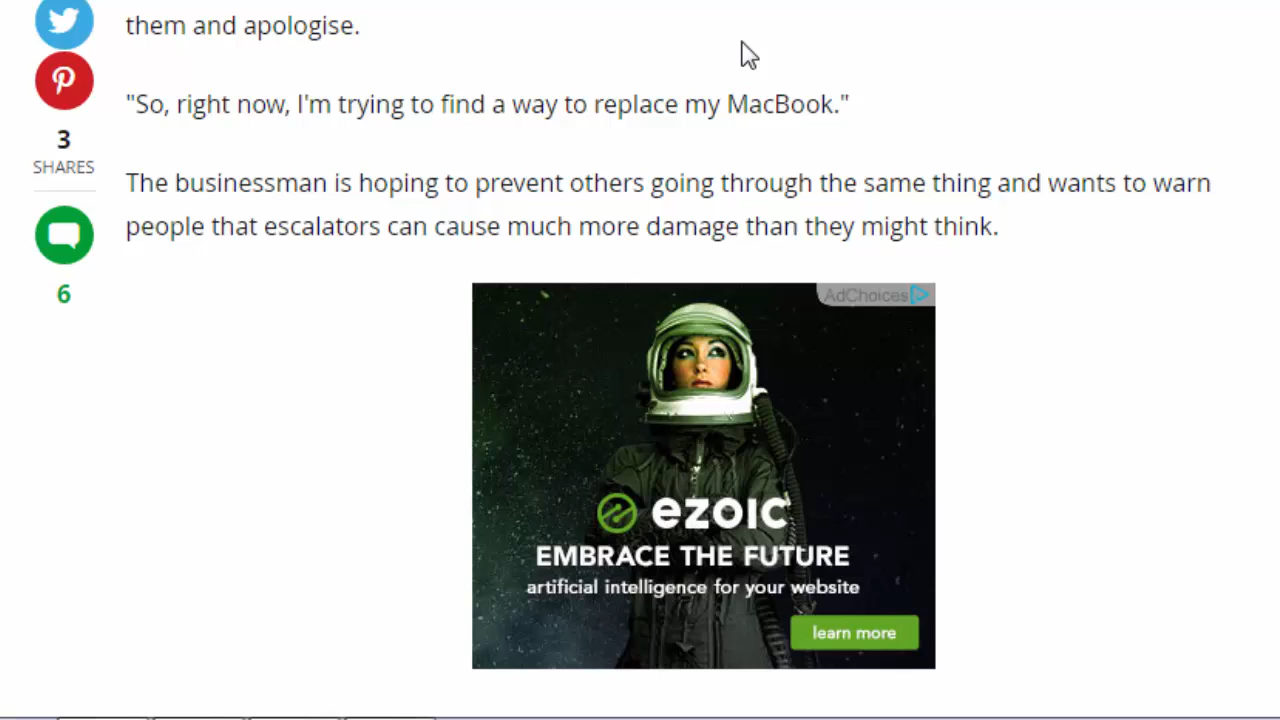 them and apologise.
"So, right now, I'm trying to find a way to replace my MacBook."
3
SHARES
The businessman is hoping to prevent others going through the same thing and wants to warn
people that escalators can cause much more damage than they might think.
6
AdChoices
ezoic
EMBRACE THE FUTURE
artificial intelligence for your website
learn more